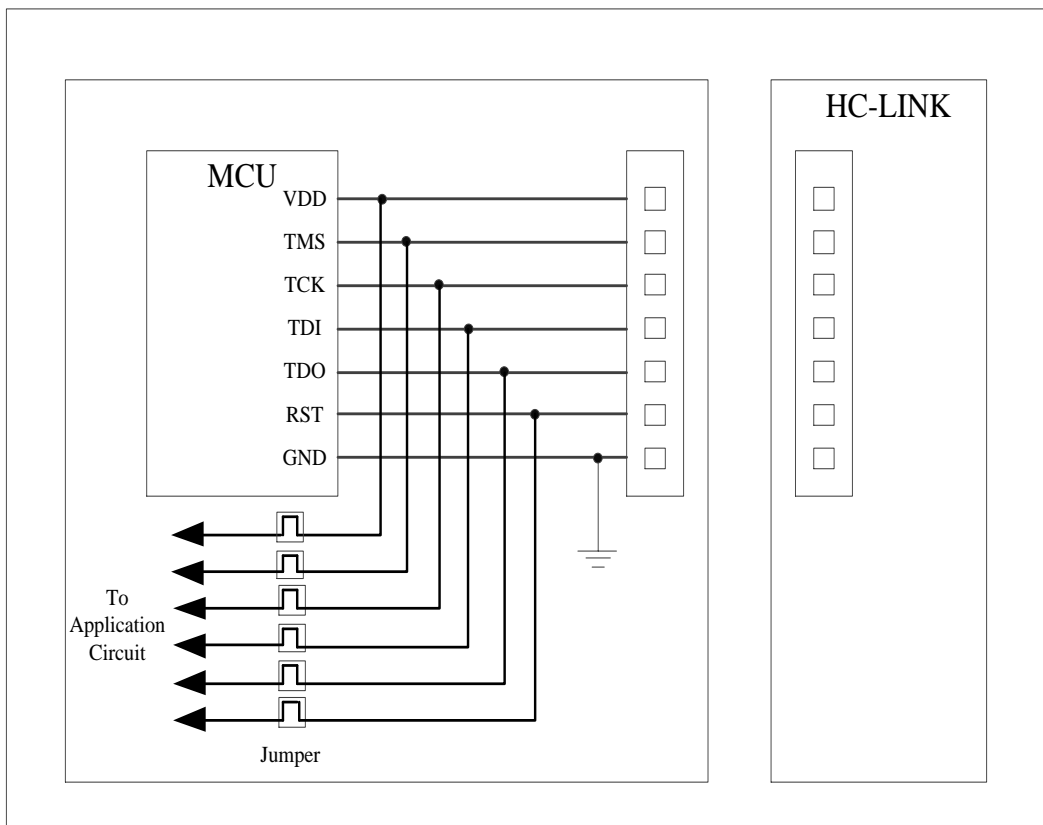 HC-LINK
MCU
VDD
TMS
TCK
TDI
TDO
RST
GND
To
Application
Circuit
Jumper